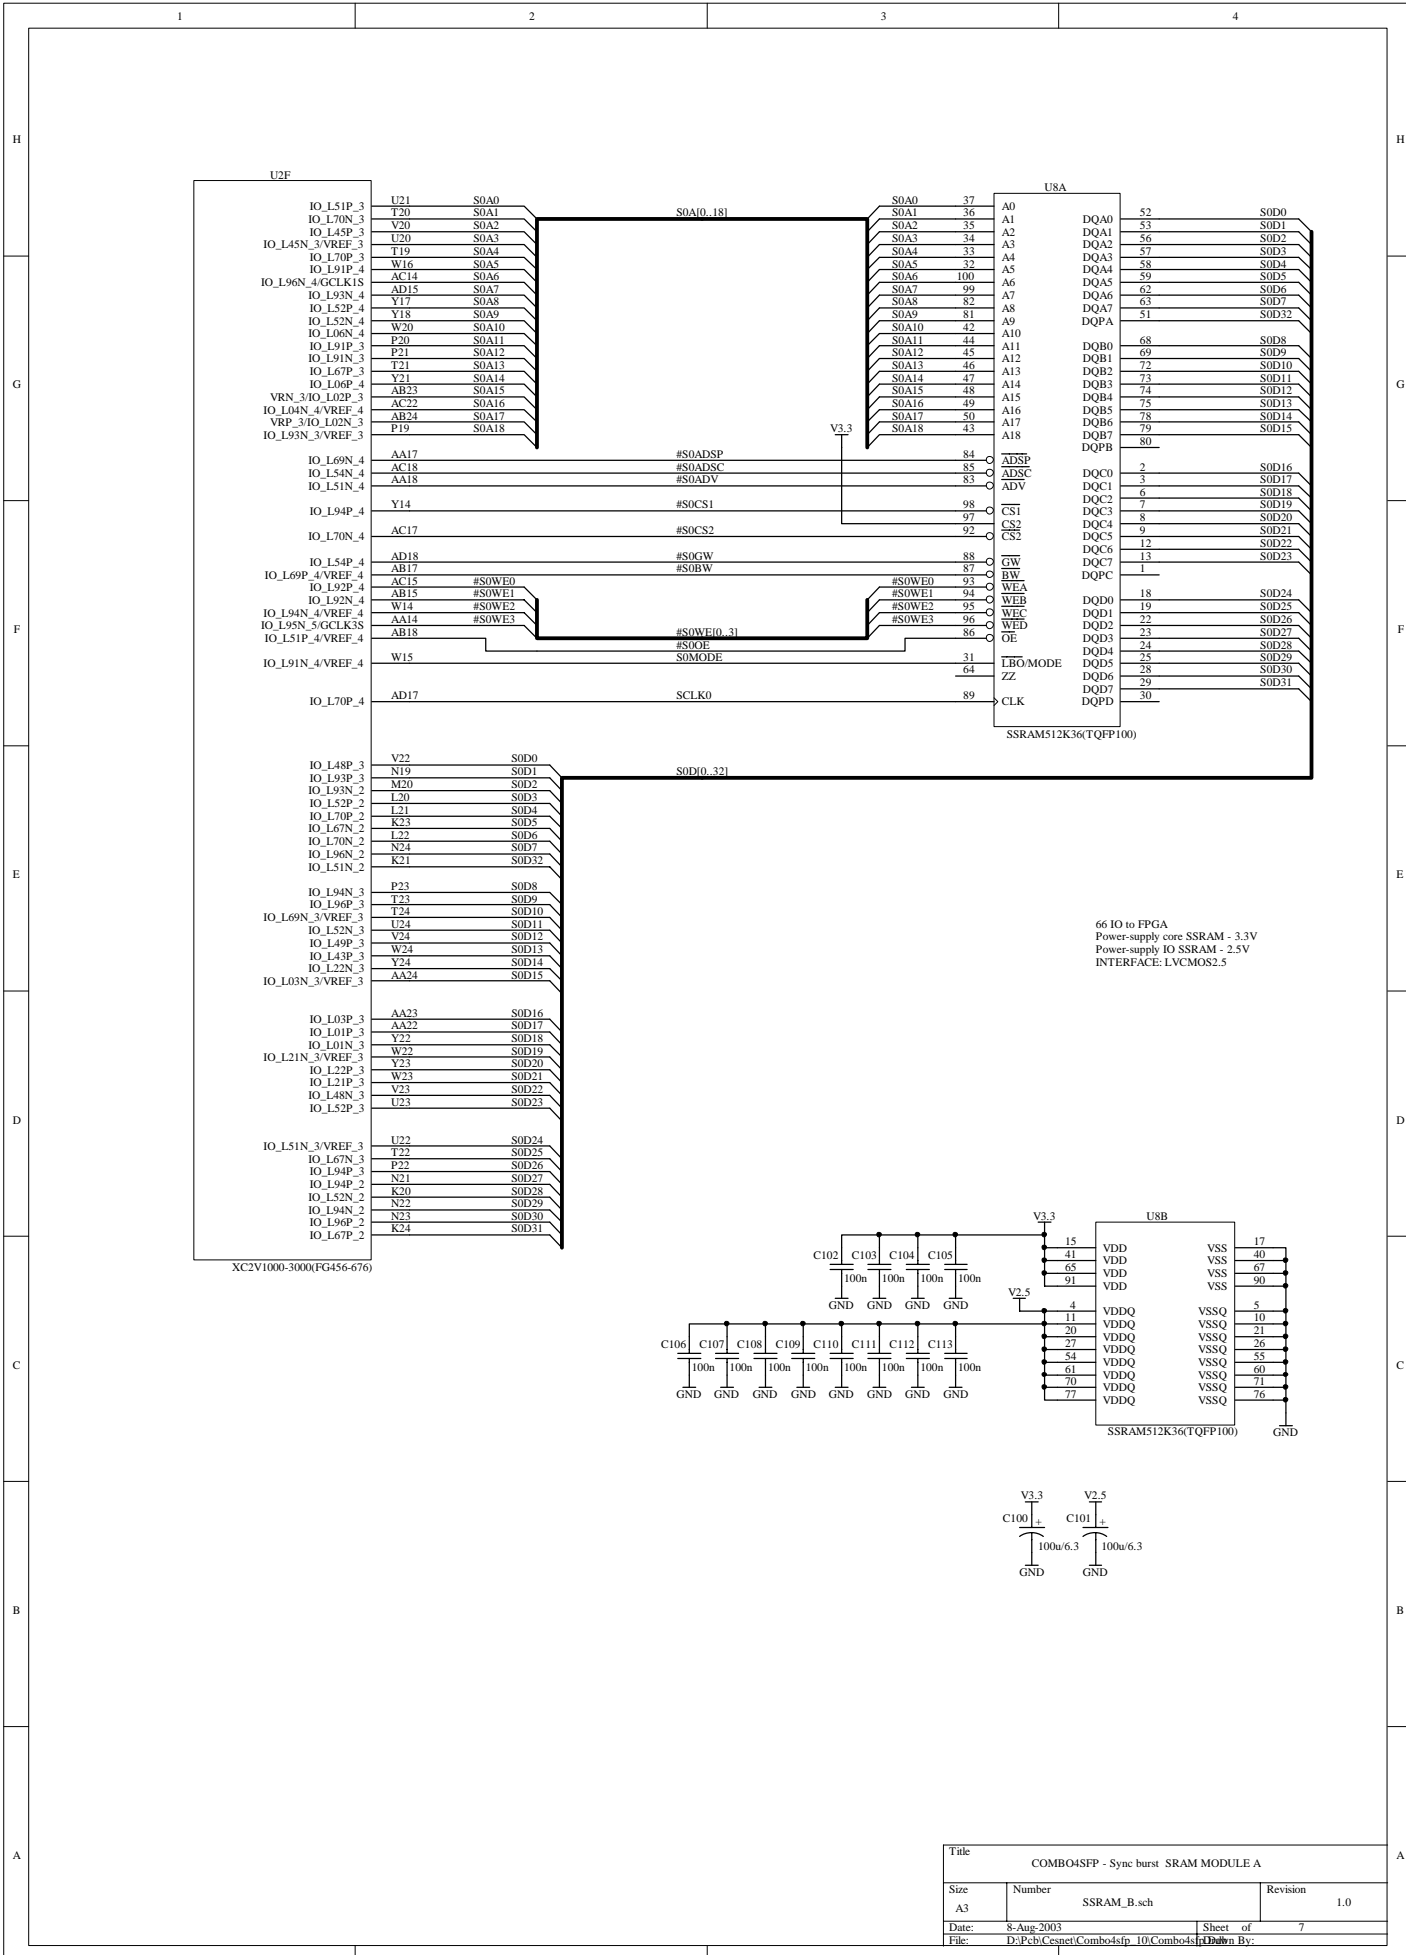 1 2 3 4
H H
G G
F F
E E
D D
C C
B B
A A
U2F
IO_L51P_3 U21 S0A0
IO_L70N_3 T20 S0A1
IO_L45P_3 V20 S0A2
IO_L45N_3/VREF_3 U20 S0A3
IO_L70P_3 T19 S0A4
IO_L91P_4 W16 S0A5
IO_L96N_4/GCLK1S AC14 S0A6
IO_L93N_4 AD15 S0A7
IO_L52P_4 Y17 S0A8
IO_L52N_4 Y18 S0A9
IO_L06N_4 W20 S0A10
IO_L91P_3 P20 S0A11
IO_L91N_3 P21 S0A12
IO_L67P_3 T21 S0A13
IO_L06P_4 Y21 S0A14
VRN_3/IO_L02P_3 AB23 S0A15
IO_L04N_4/VREF_4 AC22 S0A16
VRP_3/IO_L02N_3 AB24 S0A17
IO_L93N_3/VREF_3 P19 S0A18
IO_L69N_4 AA17 #S0ADSP
IO_L54N_4 AC18 #S0ADSC
IO_L51N_4 AA18 #S0ADV
IO_L94P_4 Y14 #S0CS1
IO_L70N_4 AC17 #S0CS2
IO_L54P_4 AD18 #S0GW
IO_L69P_4/VREF_4 AB17 #S0BW
IO_L92P_4 AC15 #S0WE0
IO_L92N_4 AB15 #S0WE1
IO_L94N_4/VREF_4 W14 #S0WE2
IO_L95N_5/GCLK3S AA14 #S0WE3
IO_L51P_4/VREF_4 AB18 #S0OE
IO_L91N_4/VREF_4 W15 S0MODE
IO_L70P_4 AD17 SCLK0
IO_L48P_3 V22 S0D0
IO_L93P_3 N19 S0D1
IO_L93N_2 M20 S0D2
IO_L52P_2 L20 S0D3
IO_L70P_2 L21 S0D4
IO_L67N_2 K23 S0D5
IO_L70N_2 L22 S0D6
IO_L96N_2 N24 S0D7
IO_L51N_2 K21 S0D32
IO_L94N_3 P23 S0D8
IO_L96P_3 T23 S0D9
IO_L69N_3/VREF_3 T24 S0D10
IO_L52N_3 U24 S0D11
IO_L49P_3 V24 S0D12
IO_L43P_3 W24 S0D13
IO_L22N_3 Y24 S0D14
IO_L03N_3/VREF_3 AA24 S0D15
IO_L03P_3 AA23 S0D16
IO_L01P_3 AA22 S0D17
IO_L01N_3 Y22 S0D18
IO_L21N_3/VREF_3 W22 S0D19
IO_L22P_3 Y23 S0D20
IO_L21P_3 W23 S0D21
IO_L48N_3 V23 S0D22
IO_L52P_3 U23 S0D23
IO_L51N_3/VREF_3 U22 S0D24
IO_L67N_3 T22 S0D25
IO_L94P_3 P22 S0D26
IO_L94P_2 N21 S0D27
IO_L52N_2 K20 S0D28
IO_L94N_2 N22 S0D29
IO_L96P_2 N23 S0D30
IO_L67P_2 K24 S0D31
XC2V1000-3000(FG456-676)
S0A[0..18]
#S0WE[0..3]
S0D[0..32]
V3.3
U8A
S0A0 37 A0
S0A1 36 A1
S0A2 35 A2
S0A3 34 A3
S0A4 33 A4
S0A5 32 A5
S0A6 100 A6
S0A7 99 A7
S0A8 82 A8
S0A9 81 A9
S0A10 42 A10
S0A11 44 A11
S0A12 45 A12
S0A13 46 A13
S0A14 47 A14
S0A15 48 A15
S0A16 49 A16
S0A17 50 A17
S0A18 43 A18
84 ADSP
85 ADSC
83 ADV
98 CS1
97 CS2
92 CS2
88 GW
87 BW
#S0WE0 93 WEA
#S0WE1 94 WEB
#S0WE2 95 WEC
#S0WE3 96 WED
86 OE
31 LBO/MODE
64 ZZ
89 CLK
DQA0 52 S0D0
DQA1 53 S0D1
DQA2 56 S0D2
DQA3 57 S0D3
DQA4 58 S0D4
DQA5 59 S0D5
DQA6 62 S0D6
DQA7 63 S0D7
DQPA 51 S0D32
DQB0 68 S0D8
DQB1 69 S0D9
DQB2 72 S0D10
DQB3 73 S0D11
DQB4 74 S0D12
DQB5 75 S0D13
DQB6 78 S0D14
DQB7 79 S0D15
DQPB 80
DQC0 2 S0D16
DQC1 3 S0D17
DQC2 6 S0D18
DQC3 7 S0D19
DQC4 8 S0D20
DQC5 9 S0D21
DQC6 12 S0D22
DQC7 13 S0D23
DQPC 1
DQD0 18 S0D24
DQD1 19 S0D25
DQD2 22 S0D26
DQD3 23 S0D27
DQD4 24 S0D28
DQD5 25 S0D29
DQD6 28 S0D30
DQD7 29 S0D31
DQPD 30
SSRAM512K36(TQFP100)
66 IO to FPGA
Power-supply core SSRAM - 3.3V
Power-supply IO SSRAM - 2.5V
INTERFACE: LVCMOS2.5
V3.3 U8B
C102 C103 C104 C105
100n 100n 100n 100n
GND GND GND GND
V2.5
C106 C107 C108 C109 C110 C111 C112 C113
100n 100n 100n 100n 100n 100n 100n 100n
GND GND GND GND GND GND GND GND
15 VDD VSS 17
41 VDD VSS 40
65 VDD VSS 67
91 VDD VSS 90
4 VDDQ VSSQ 5
11 VDDQ VSSQ 10
20 VDDQ VSSQ 21
27 VDDQ VSSQ 26
54 VDDQ VSSQ 55
61 VDDQ VSSQ 60
70 VDDQ VSSQ 71
77 VDDQ VSSQ 76
SSRAM512K36(TQFP100) GND
V3.3 V2.5
C100 + C101 +
100u/6.3 100u/6.3
GND GND
Title
COMBO4SFP - Sync burst SRAM MODULE A
Size Number Revision
A3 SSRAM_B.sch 1.0
Date: 8-Aug-2003 Sheet of 7
File: D:\Pcb\Cesnet\Combo4sfp_10\Combo4sfp By:
1 2 3 4